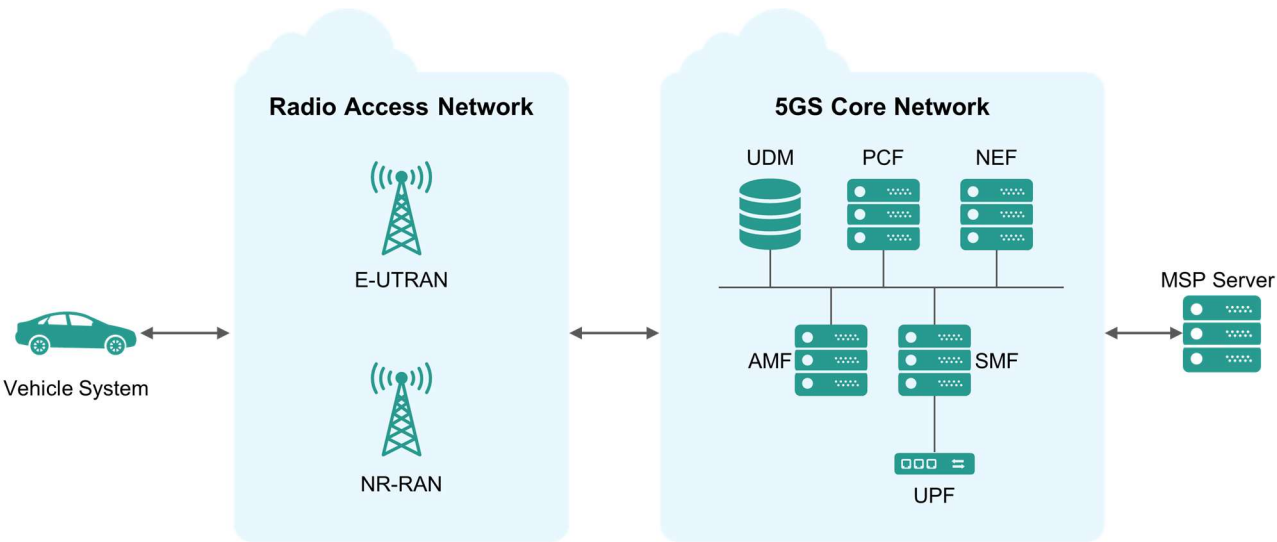 Radio Access Network
E-UTRAN
NR-RAN
5GS Core Network
UDM
PCF
NEF
AMF
SMF
UPF
MSP Server
Vehicle System